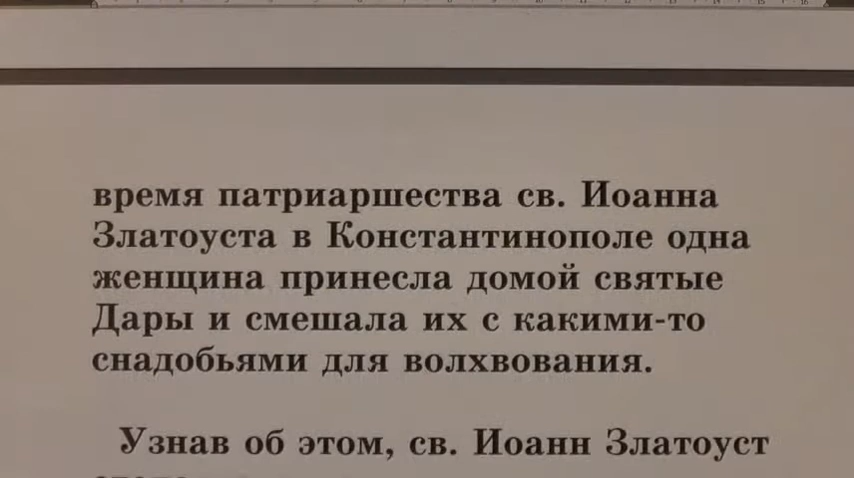 время патриаршества св. Иоанна
Златоуста в Константинополе одна
женщина принесла домой святые
Дары и смешала их с какими-то
снадобьями для волхвования.
Узнав об этом, св. Иоанн Златоуст